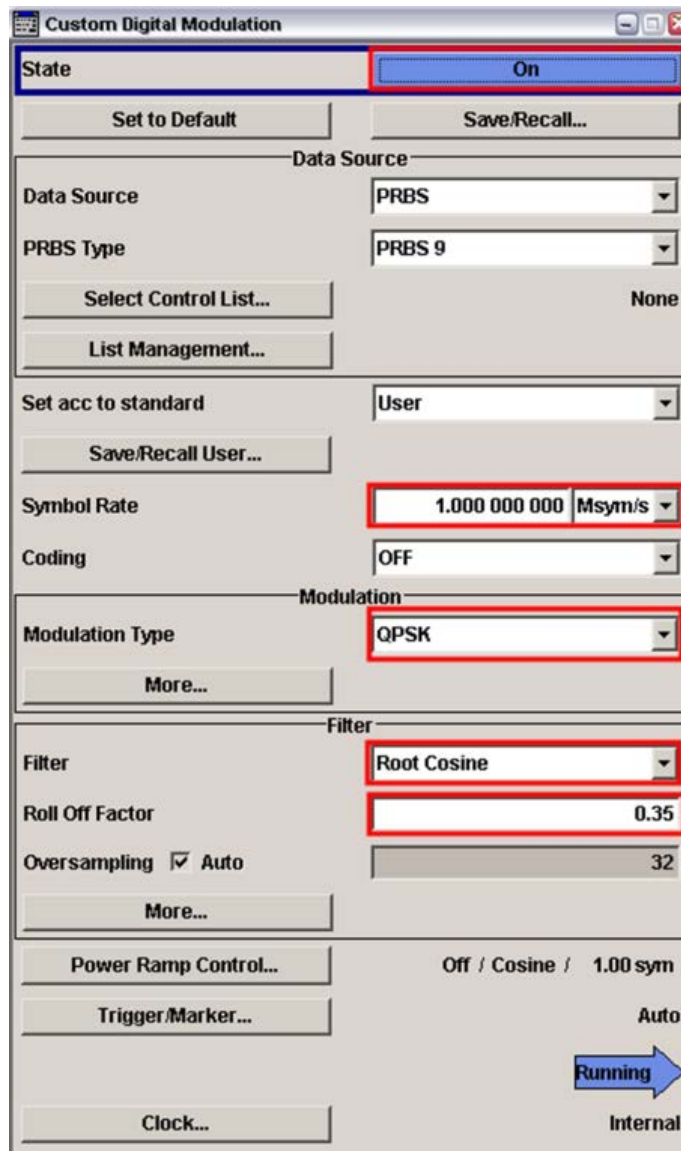 Custom Digital Modulation
State On
Set to Default Save/Recall...
Data Source
Data Source PRBS
PRBS Type PRBS 9
Select Control List... None
List Management...
Set acc to standard User
Save/Recall User...
Symbol Rate 1.000 000 000 Msym/s
Coding OFF
Modulation
Modulation Type QPSK
More...
Filter
Filter Root Cosine
Roll Off Factor 0.35
Oversampling Auto 32
More...
Power Ramp Control... Off / Cosine / 1.00 sym
Trigger/Marker... Auto
Running
Clock... Internal